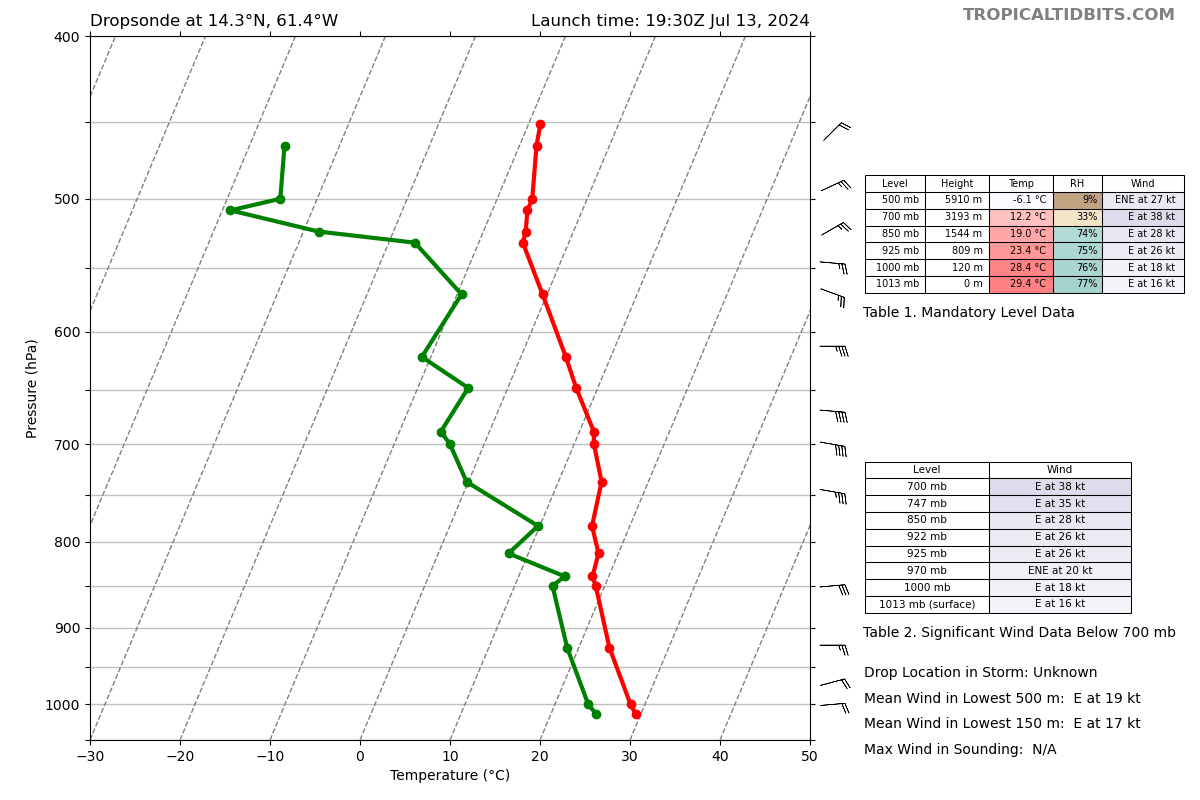 Dropsonde at 14.3°N, 61.4°W
Launch time: 19:30Z Jul 13, 2024
TROPICALTIDBITS.COM
400
500
600
700
800
900
1000
Pressure (hPa)
−30 −20 −10 0 10 20 30 40 50
Temperature (°C)
Level Height Temp RH Wind
500 mb 5910 m -6.1 °C 9% ENE at 27 kt
700 mb 3193 m 12.2 °C 33% E at 38 kt
850 mb 1544 m 19.0 °C 74% E at 28 kt
925 mb 809 m 23.4 °C 75% E at 26 kt
1000 mb 120 m 28.4 °C 76% E at 18 kt
1013 mb 0 m 29.4 °C 77% E at 16 kt
Table 1. Mandatory Level Data
Level Wind
700 mb E at 38 kt
747 mb E at 35 kt
850 mb E at 28 kt
922 mb E at 26 kt
925 mb E at 26 kt
970 mb ENE at 20 kt
1000 mb E at 18 kt
1013 mb (surface) E at 16 kt
Table 2. Significant Wind Data Below 700 mb
Drop Location in Storm: Unknown
Mean Wind in Lowest 500 m: E at 19 kt
Mean Wind in Lowest 150 m: E at 17 kt
Max Wind in Sounding: N/A